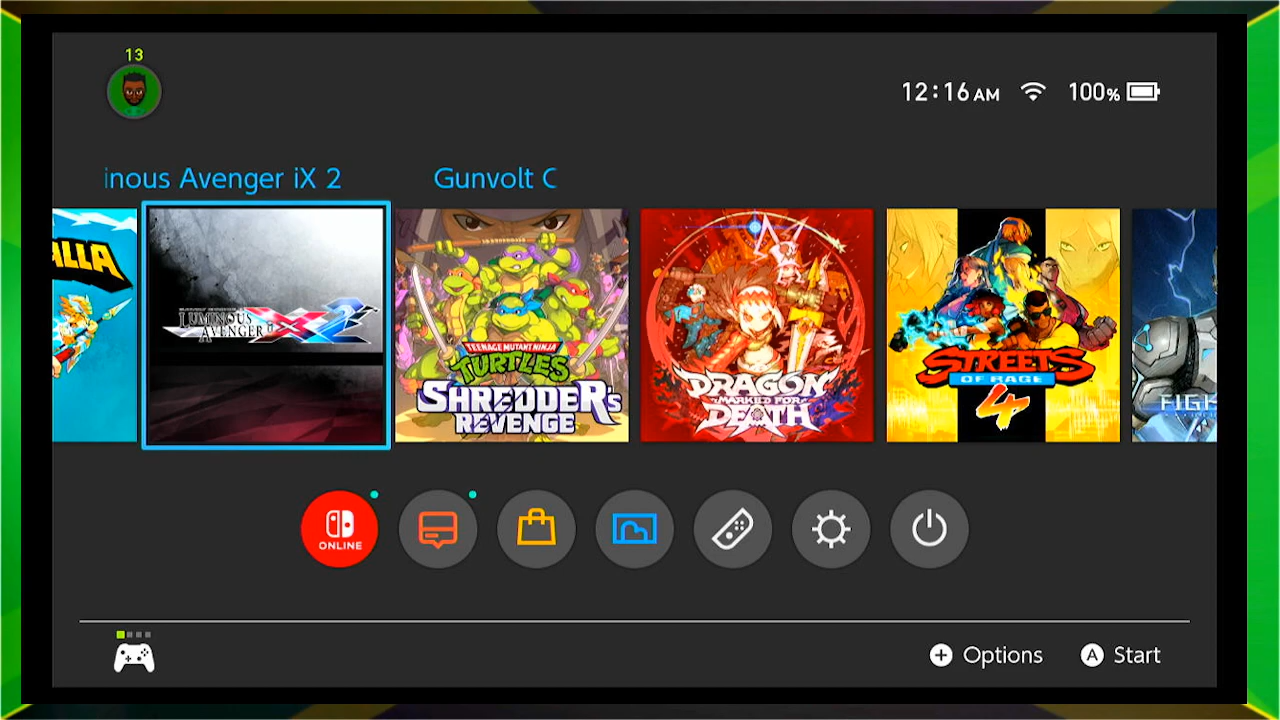 13
12:16 AM 100%
inous Avenger iX 2 Gunvolt C
ALLA
LUMINOUS
AVENGER iX 2
TEENAGE MUTANT NINJA
TURTLES
SHREDDER'S
REVENGE
DRAGON
MARKED FOR
DEATH
STREETS
OF RAGE
4
FIGH
ONLINE
+ Options A Start